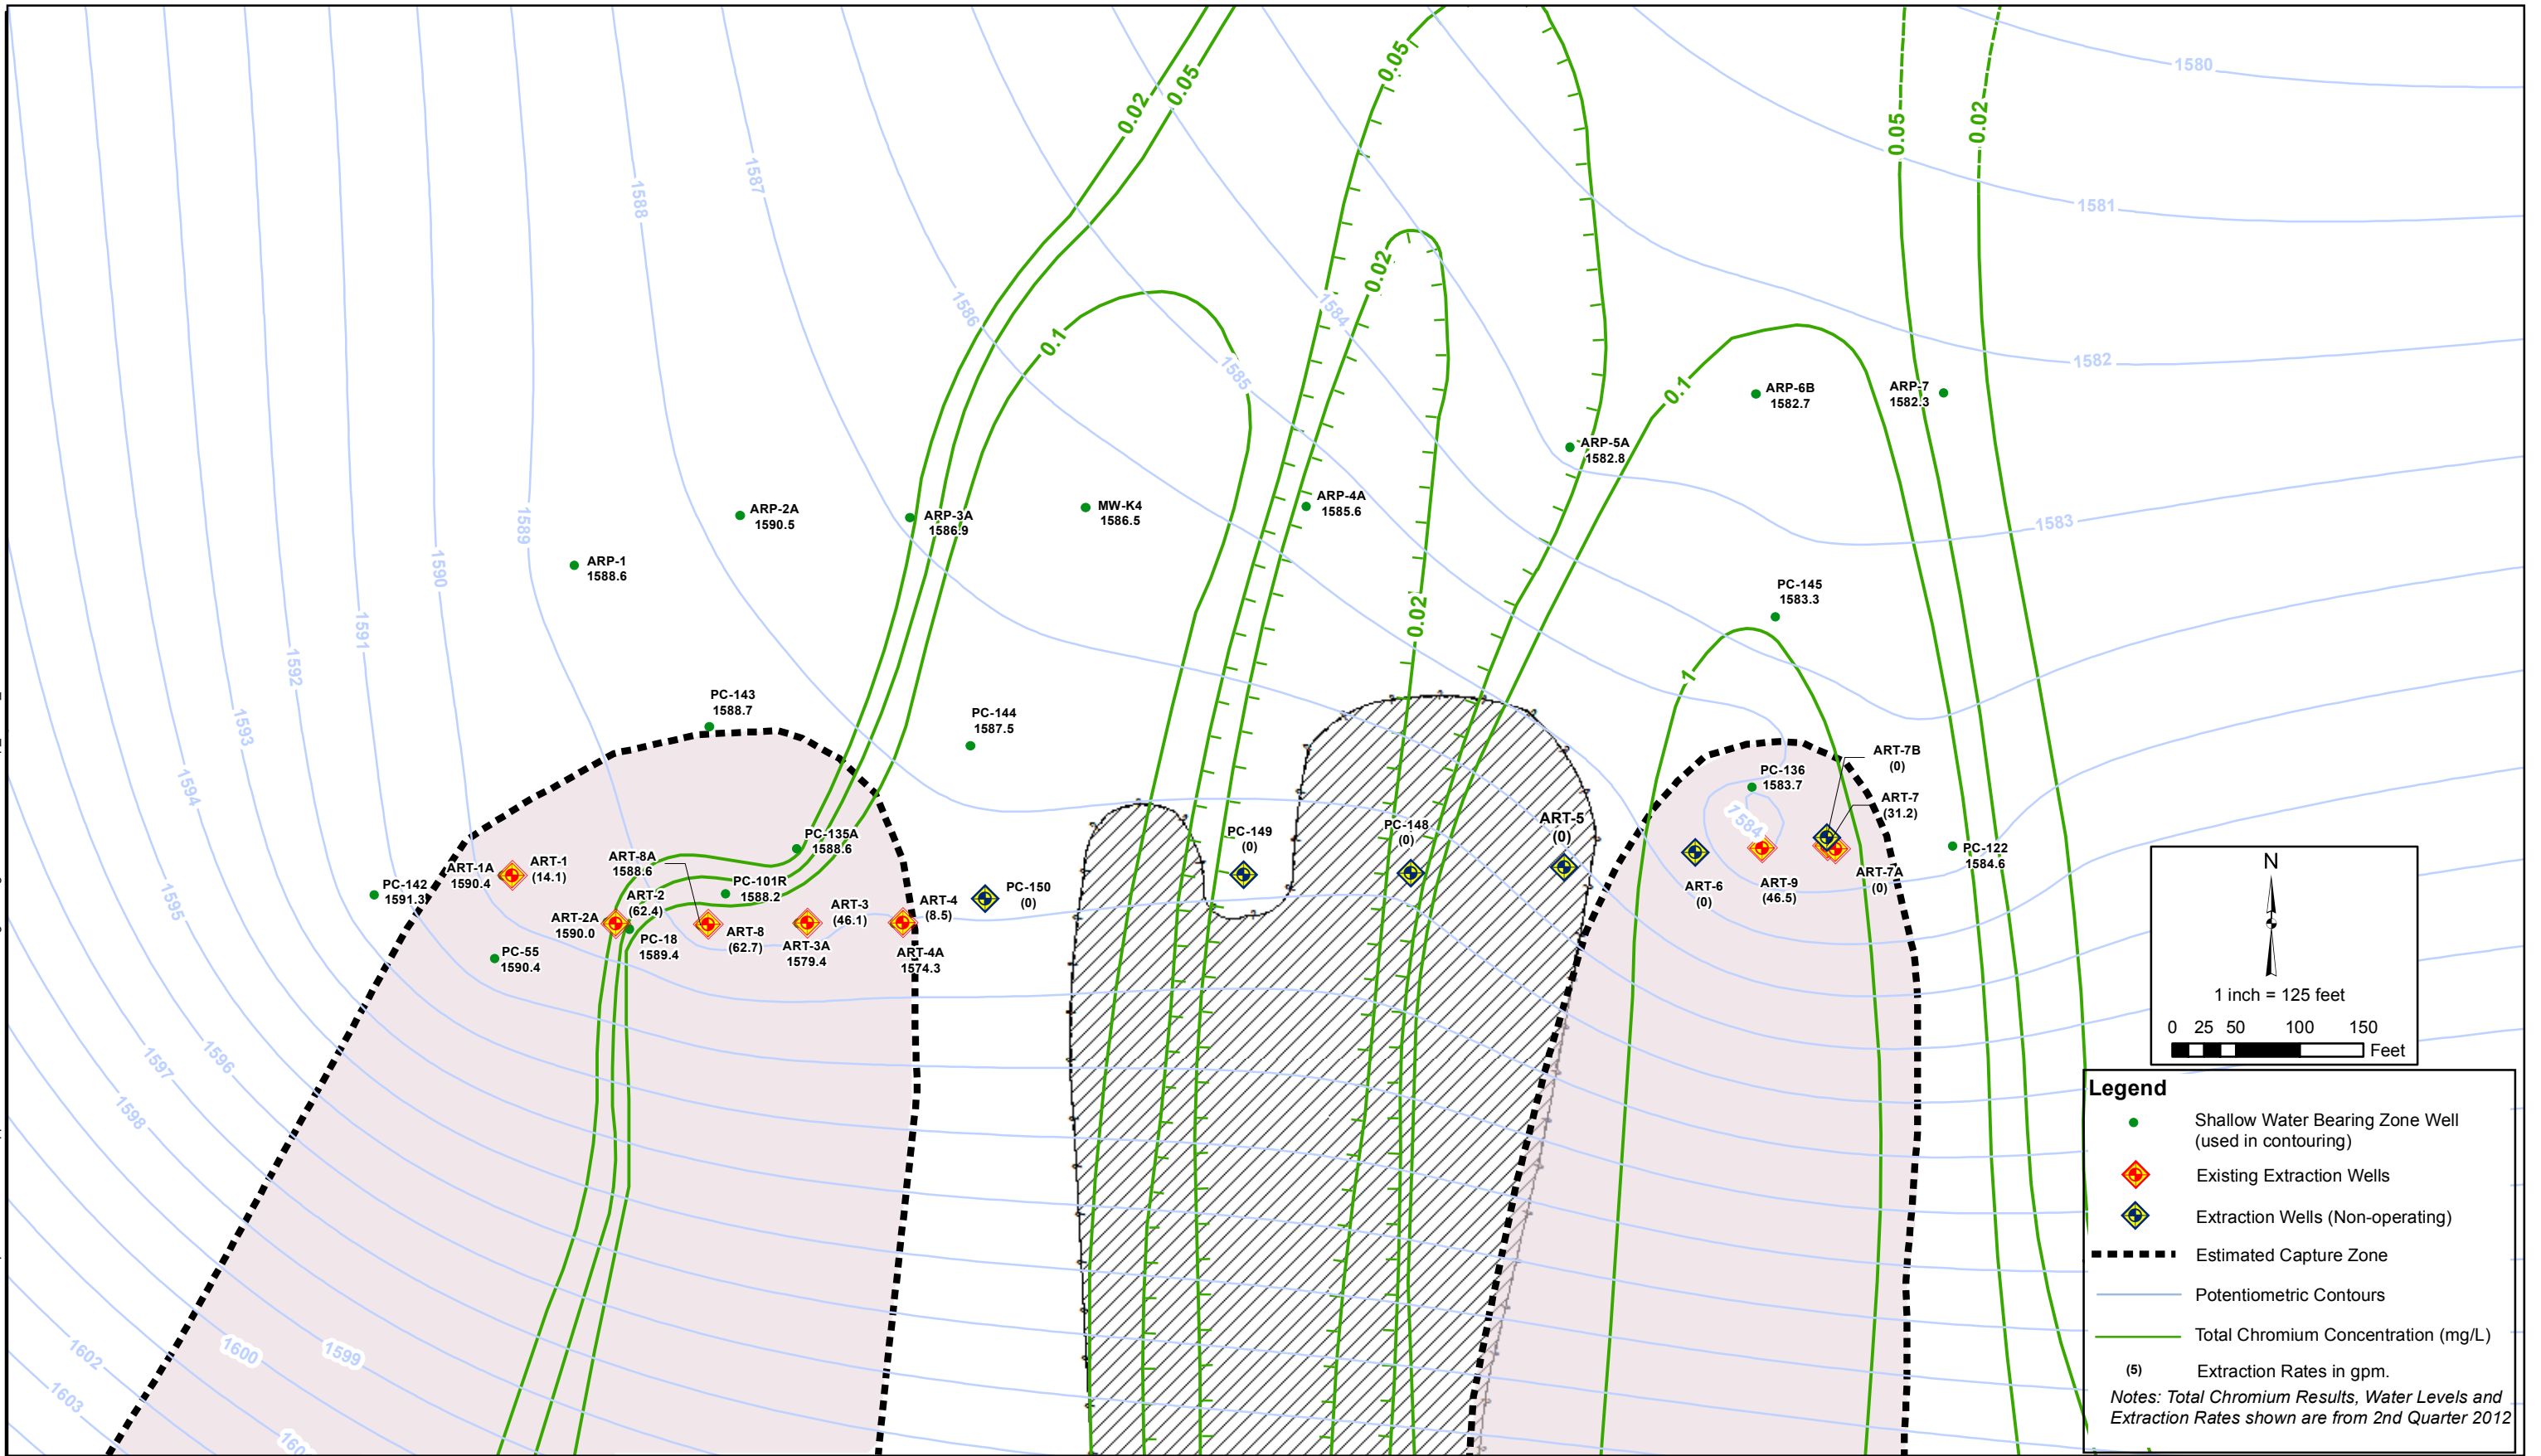 0.02
0.05
0.05
0.05
0.02
1580
1581
1582
1583
1584
1585
1586
1587
1588
1589
1590
1591
1592
1593
1594
1595
1596
1597
1598
1599
1600
1602
1603
1584
0.02
0.1
0.1
0.02
1
ARP-6B
1582.7
ARP-7
1582.3
ARP-5A
1582.8
ARP-4A
1585.6
MW-K4
1586.5
ARP-3A
1586.9
ARP-2A
1590.5
ARP-1
1588.6
PC-145
1583.3
PC-143
1588.7
PC-144
1587.5
PC-136
1583.7
ART-7B
(0)
ART-7
(31.2)
ART-7A
(0)
PC-122
1584.6
ART-6
(0)
ART-9
(46.5)
ART-5
(0)
PC-148
(0)
PC-149
(0)
PC-150
(0)
PC-135A
1588.6
ART-8A
1588.6
PC-101R
1588.2
ART-1A
1590.4
ART-1
(14.1)
PC-142
1591.3
ART-2
(62.4)
ART-2A
1590.0
PC-18
1589.4
PC-55
1590.4
ART-8
(62.7)
ART-3
(46.1)
ART-3A
1579.4
ART-4
(8.5)
ART-4A
1574.3
N
1 inch = 125 feet
0 25 50 100 150
Feet
Legend
Shallow Water Bearing Zone Well
(used in contouring)
Existing Extraction Wells
Extraction Wells (Non-operating)
Estimated Capture Zone
Potentiometric Contours
Total Chromium Concentration (mg/L)
(5) Extraction Rates in gpm.
Notes: Total Chromium Results, Water Levels and
Extraction Rates shown are from 2nd Quarter 2012